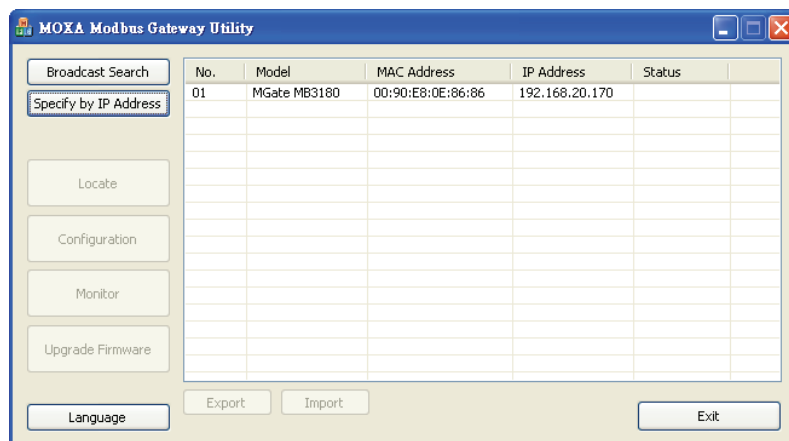 MOXA Modbus Gateway Utility
Broadcast Search
Specify by IP Address
Locate
Configuration
Monitor
Upgrade Firmware
Language
No. Model MAC Address IP Address Status
01 MGate MB3180 00:90:E8:0E:86:86 192.168.20.170
Export Import
Exit